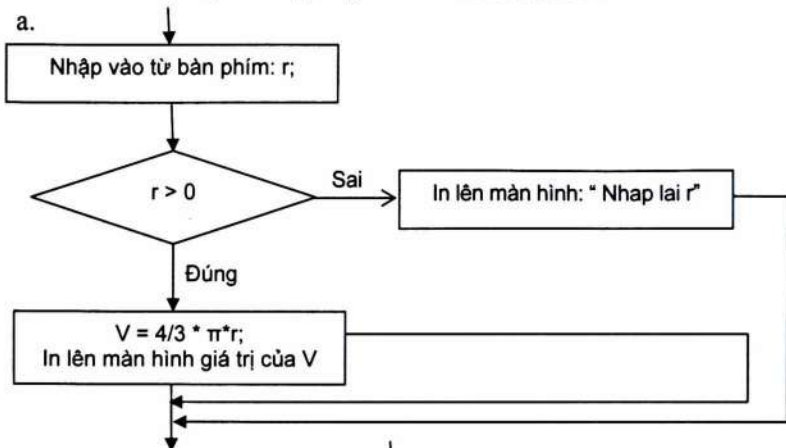 a.
Nhập vào từ bàn phím: r;
r > 0
Sai
In lên màn hình: “ Nhap lai r”
Đúng
V = 4/3 * π*r;
In lên màn hình giá trị của V